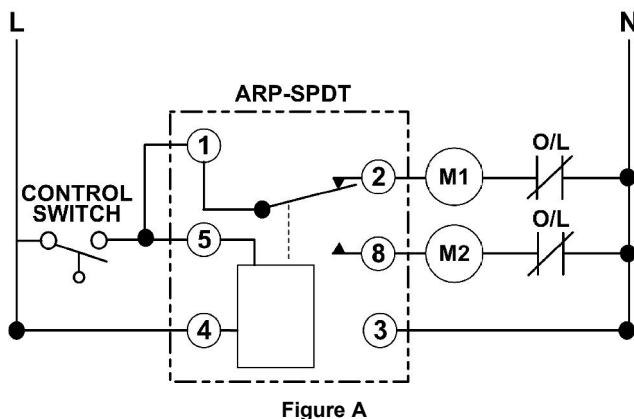 L
N
ARP-SPDT
1
2
M1
O/L
CONTROL
SWITCH
O/L
5
8
M2
4
3
Figure A